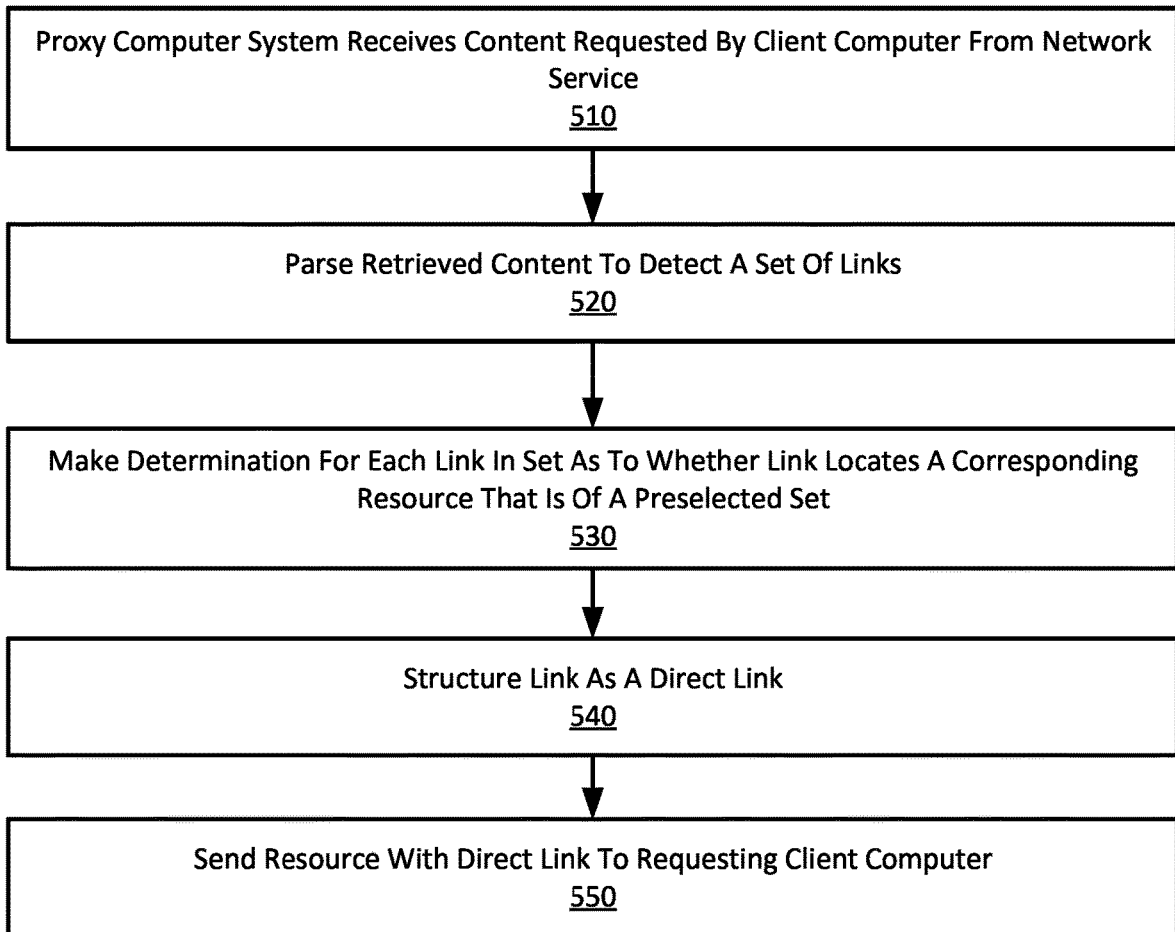 Proxy Computer System Receives Content Requested By Client Computer From Network
Service
510
Parse Retrieved Content To Detect A Set Of Links
520
Make Determination For Each Link In Set As To Whether Link Locates A Corresponding
Resource That Is Of A Preselected Set
530
Structure Link As A Direct Link
540
Send Resource With Direct Link To Requesting Client Computer
550